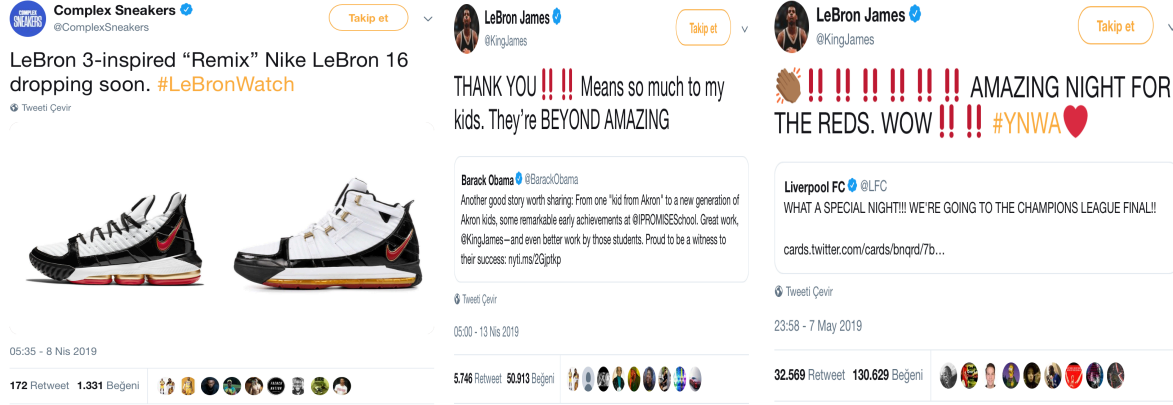 Complex Sneakers
@ComplexSneakers
Takip et
LeBron 3-inspired “Remix” Nike LeBron 16
dropping soon. #LeBronWatch
Tweeti Çevir
05:35 - 8 Nis 2019
172 Retweet 1.331 Beğeni
LeBron James
@KingJames
Takip et
THANK YOU‼️‼️ Means so much to my
kids. They’re BEYOND AMAZING
Barack Obama @BarackObama
Another good story worth sharing: From one "kid from Akron" to a new generation of
Akron kids, some remarkable early achievements at @IPROMISESchool. Great work,
@KingJames—and even better work by those students. Proud to be a witness to
their success: nyti.ms/2Gjptkp
Tweeti Çevir
05:00 - 13 Nis 2019
5.746 Retweet 50.913 Beğeni
LeBron James
@KingJames
Takip et
👏🏾‼️‼️‼️‼️‼️‼️ AMAZING NIGHT FOR
THE REDS. WOW‼️‼️ #YNWA❤️
Liverpool FC @LFC
WHAT A SPECIAL NIGHT!!! WE'RE GOING TO THE CHAMPIONS LEAGUE FINAL!!
cards.twitter.com/cards/bnqrd/7b...
Tweeti Çevir
23:58 - 7 May 2019
32.569 Retweet 130.629 Beğeni